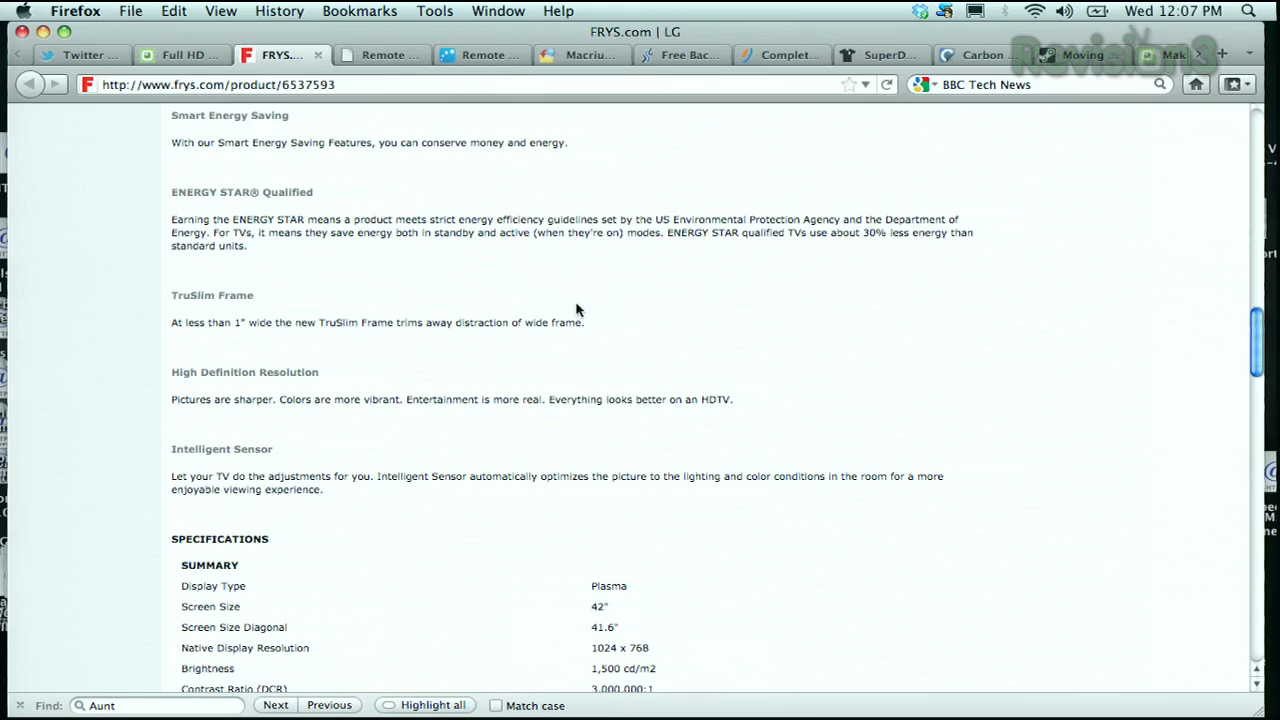 Firefox File Edit View History Bookmarks Tools Window Help Wed 12:07 PM
FRYS.com | LG
Twitter ... Full HD ... FRYS.... Remote ... Remote ... Macriu... Free Bac... Complet... SuperD... Carbon ... Moving ... Maki
Revision3
http://www.frys.com/product/6537593 BBC Tech News
Smart Energy Saving
With our Smart Energy Saving Features, you can conserve money and energy.
ENERGY STAR® Qualified
Earning the ENERGY STAR means a product meets strict energy efficiency guidelines set by the US Environmental Protection Agency and the Department of
Energy. For TVs, it means they save energy both in standby and active (when they're on) modes. ENERGY STAR qualified TVs use about 30% less energy than
standard units.
TruSlim Frame
At less than 1" wide the new TruSlim Frame trims away distraction of wide frame.
High Definition Resolution
Pictures are sharper. Colors are more vibrant. Entertainment is more real. Everything looks better on an HDTV.
Intelligent Sensor
Let your TV do the adjustments for you. Intelligent Sensor automatically optimizes the picture to the lighting and color conditions in the room for a more
enjoyable viewing experience.
SPECIFICATIONS
SUMMARY
Display Type Plasma
Screen Size 42"
Screen Size Diagonal 41.6"
Native Display Resolution 1024 x 768
Brightness 1,500 cd/m2
Contrast Ratio (DCR) 3,000,000:1
Find: Aunt Next Previous Highlight all Match case